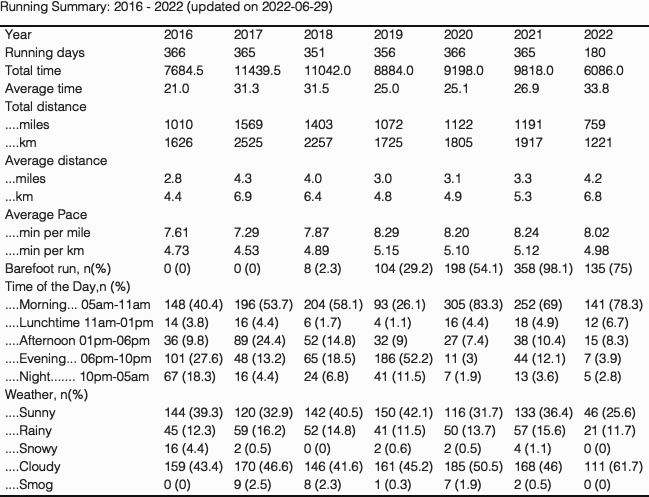 Running Summary: 2016 - 2022 (updated on 2022-06-29)
Year 2016 2017 2018 2019 2020 2021 2022
Running days 366 365 351 356 366 365 180
Total time 7684.5 11439.5 11042.0 8884.0 9198.0 9818.0 6086.0
Average time 21.0 31.3 31.5 25.0 25.1 26.9 33.8
Total distance
....miles 1010 1569 1403 1072 1122 1191 759
....km 1626 2525 2257 1725 1805 1917 1221
Average distance
...miles 2.8 4.3 4.0 3.0 3.1 3.3 4.2
...km 4.4 6.9 6.4 4.8 4.9 5.3 6.8
Average Pace
....min per mile 7.61 7.29 7.87 8.29 8.20 8.24 8.02
....min per km 4.73 4.53 4.89 5.15 5.10 5.12 4.98
Barefoot run, n(%) 0 (0) 0 (0) 8 (2.3) 104 (29.2) 198 (54.1) 358 (98.1) 135 (75)
Time of the Day,n (%)
....Morning... 05am-11am 148 (40.4) 196 (53.7) 204 (58.1) 93 (26.1) 305 (83.3) 252 (69) 141 (78.3)
....Lunchtime 11am-01pm 14 (3.8) 16 (4.4) 6 (1.7) 4 (1.1) 16 (4.4) 18 (4.9) 12 (6.7)
....Afternoon 01pm-06pm 36 (9.8) 89 (24.4) 52 (14.8) 32 (9) 27 (7.4) 38 (10.4) 15 (8.3)
....Evening... 06pm-10pm 101 (27.6) 48 (13.2) 65 (18.5) 186 (52.2) 11 (3) 44 (12.1) 7 (3.9)
....Night....... 10pm-05am 67 (18.3) 16 (4.4) 24 (6.8) 41 (11.5) 7 (1.9) 13 (3.6) 5 (2.8)
Weather, n(%)
....Sunny 144 (39.3) 120 (32.9) 142 (40.5) 150 (42.1) 116 (31.7) 133 (36.4) 46 (25.6)
....Rainy 45 (12.3) 59 (16.2) 52 (14.8) 41 (11.5) 50 (13.7) 57 (15.6) 21 (11.7)
....Snowy 16 (4.4) 2 (0.5) 0 (0) 2 (0.6) 2 (0.5) 4 (1.1) 0 (0)
....Cloudy 159 (43.4) 170 (46.6) 146 (41.6) 161 (45.2) 185 (50.5) 168 (46) 111 (61.7)
....Smog 0 (0) 9 (2.5) 8 (2.3) 1 (0.3) 7 (1.9) 2 (0.5) 0 (0)